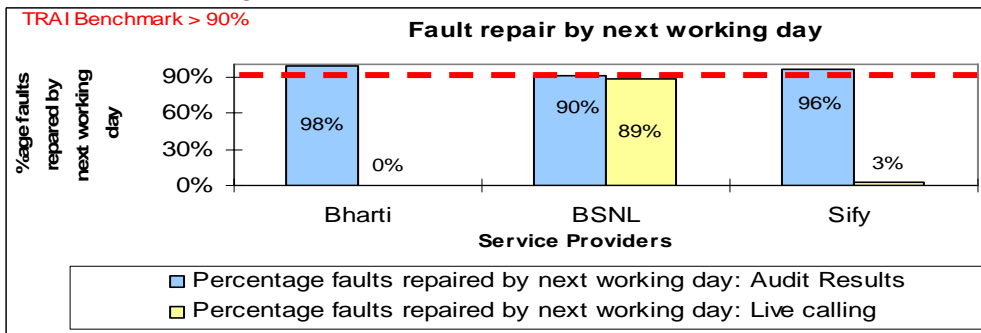 TRAI Benchmark > 90%
Fault repair by next working day
%age faults
repared by
next working
day
90%
60%
30%
0%
98%
0%
90%
89%
96%
3%
Bharti
BSNL
Sify
Service Providers
Percentage faults repaired by next working day: Audit Results
Percentage faults repaired by next working day: Live calling